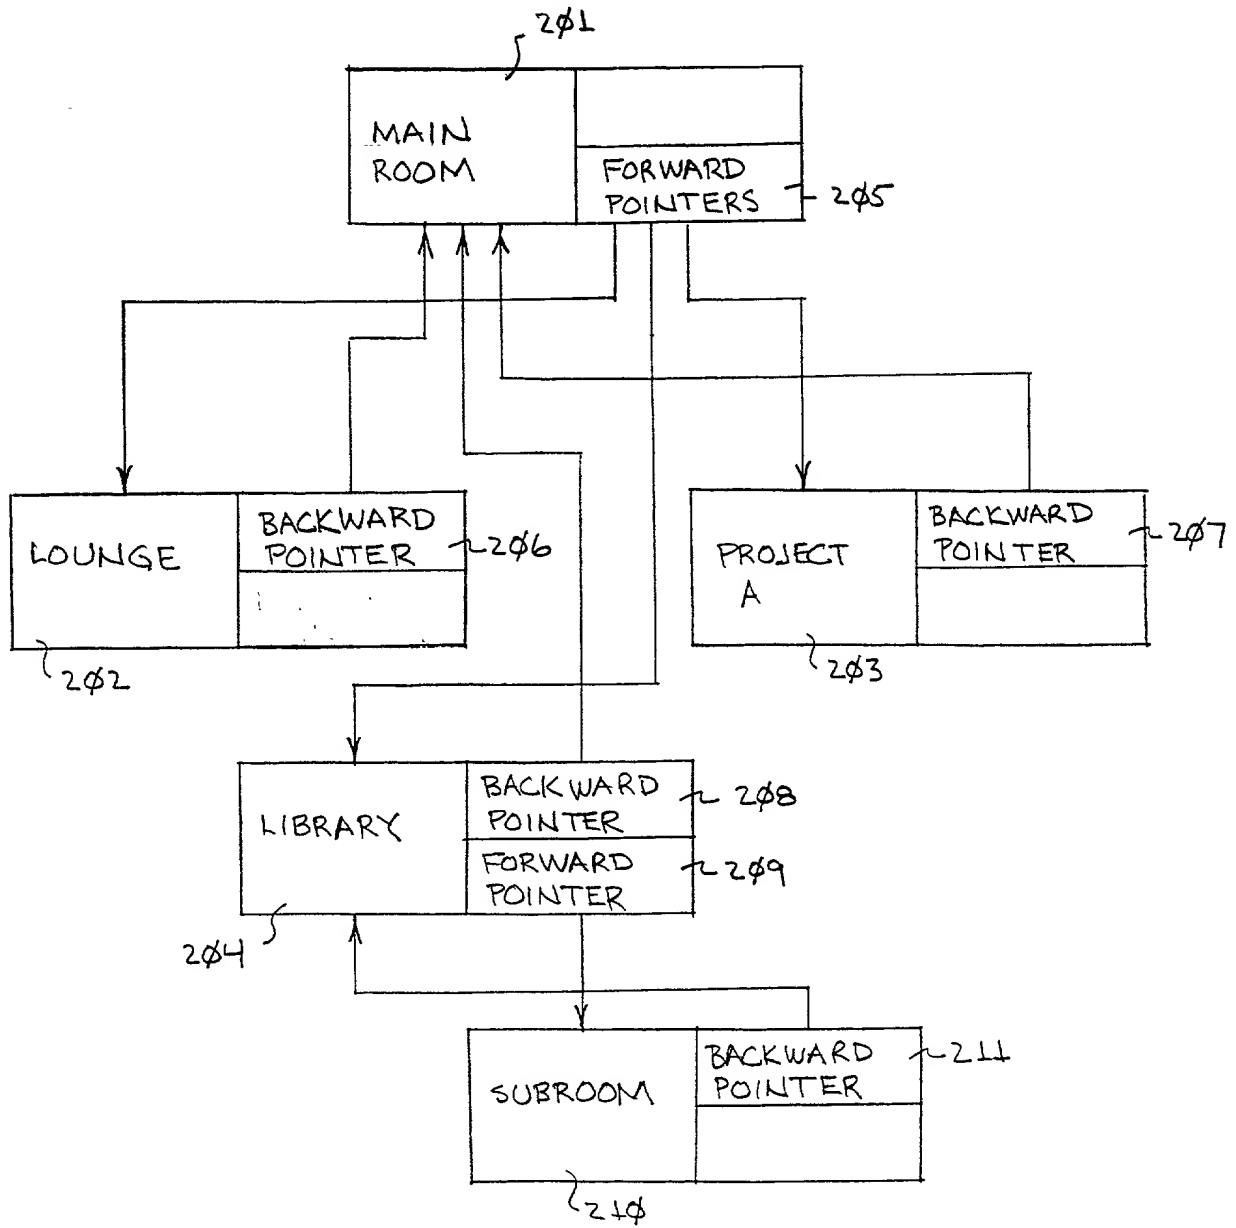 201
MAIN
ROOM
FORWARD
POINTERS
205
LOUNGE
BACKWARD
POINTER
206
202
PROJECT
A
BACKWARD
POINTER
207
203
LIBRARY
BACKWARD
POINTER
208
FORWARD
POINTER
209
204
SUBROOM
BACKWARD
POINTER
211
210